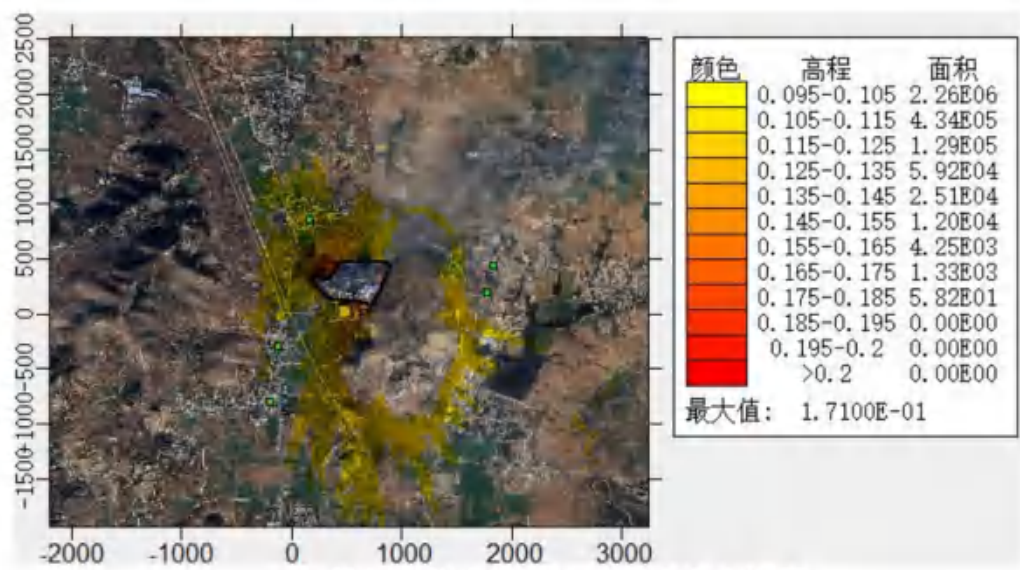 颜色 高程 面积
0.095-0.105 2.26E06
0.105-0.115 4.34E05
0.115-0.125 1.29E05
0.125-0.135 5.92E04
0.135-0.145 2.51E04
0.145-0.155 1.20E04
0.155-0.165 4.25E03
0.165-0.175 1.33E03
0.175-0.185 5.82E01
0.185-0.195 0.00E00
0.195-0.2 0.00E00
>0.2 0.00E00
最大值: 1.7100E-01
2500
2000
1500
1000
500
0
-500
-1000
-1500
-2000 -1000 0 1000 2000 3000